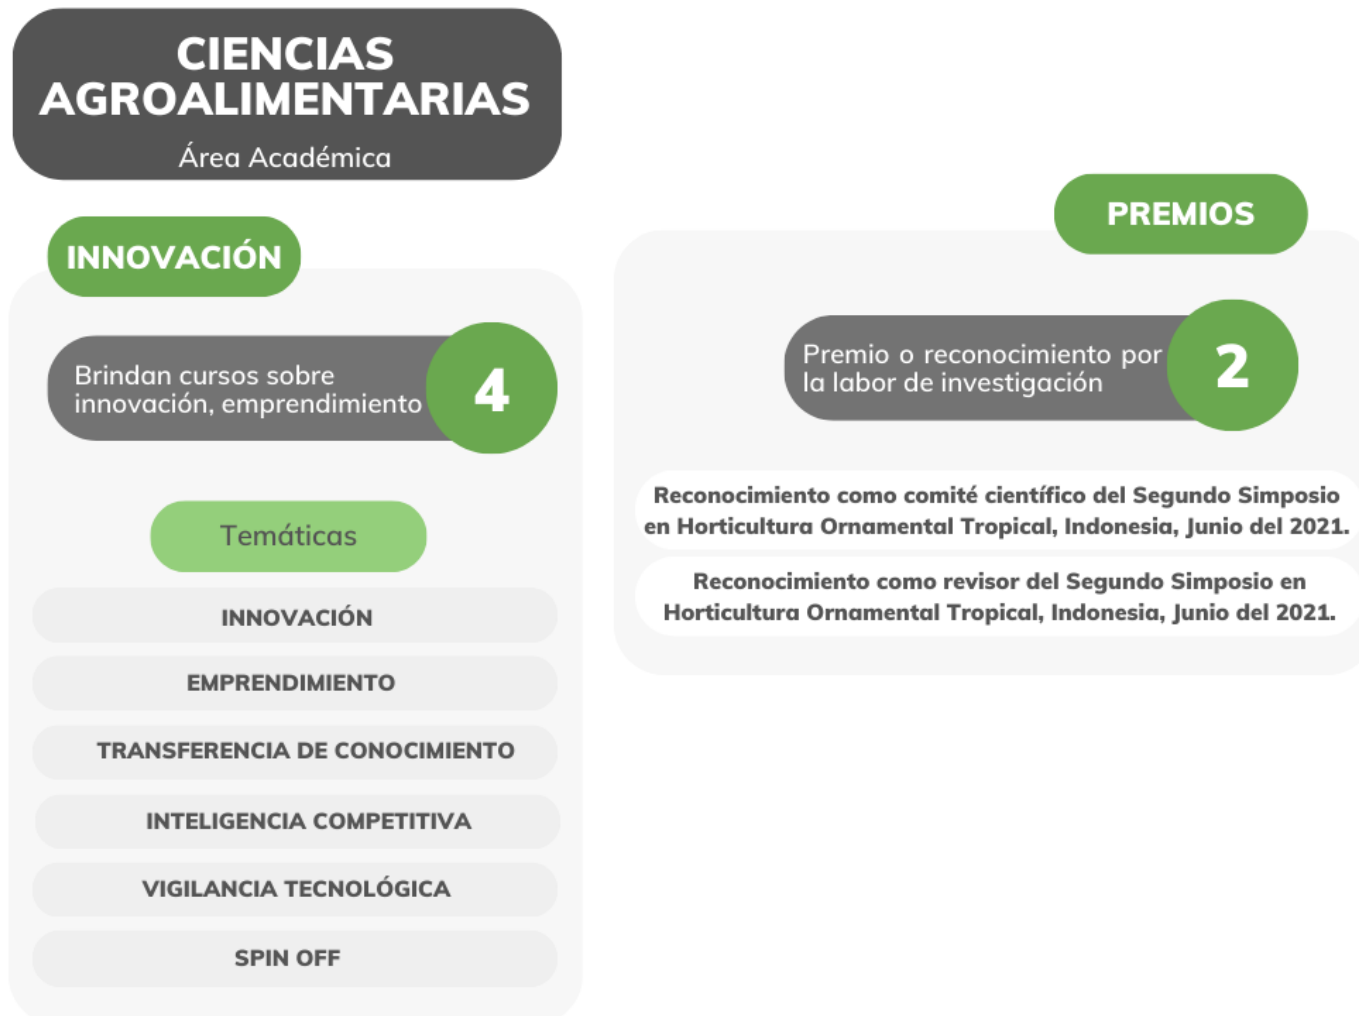 CIENCIAS
AGROALIMENTARIAS
Área Académica
INNOVACIÓN
Brindan cursos sobre
innovación, emprendimiento
4
Temáticas
INNOVACIÓN
EMPRENDIMIENTO
TRANSFERENCIA DE CONOCIMIENTO
INTELIGENCIA COMPETITIVA
VIGILANCIA TECNOLÓGICA
SPIN OFF
PREMIOS
Premio o reconocimiento por
la labor de investigación
2
Reconocimiento como comité científico del Segundo Simposio
en Horticultura Ornamental Tropical, Indonesia, Junio del 2021.
Reconocimiento como revisor del Segundo Simposio en
Horticultura Ornamental Tropical, Indonesia, Junio del 2021.